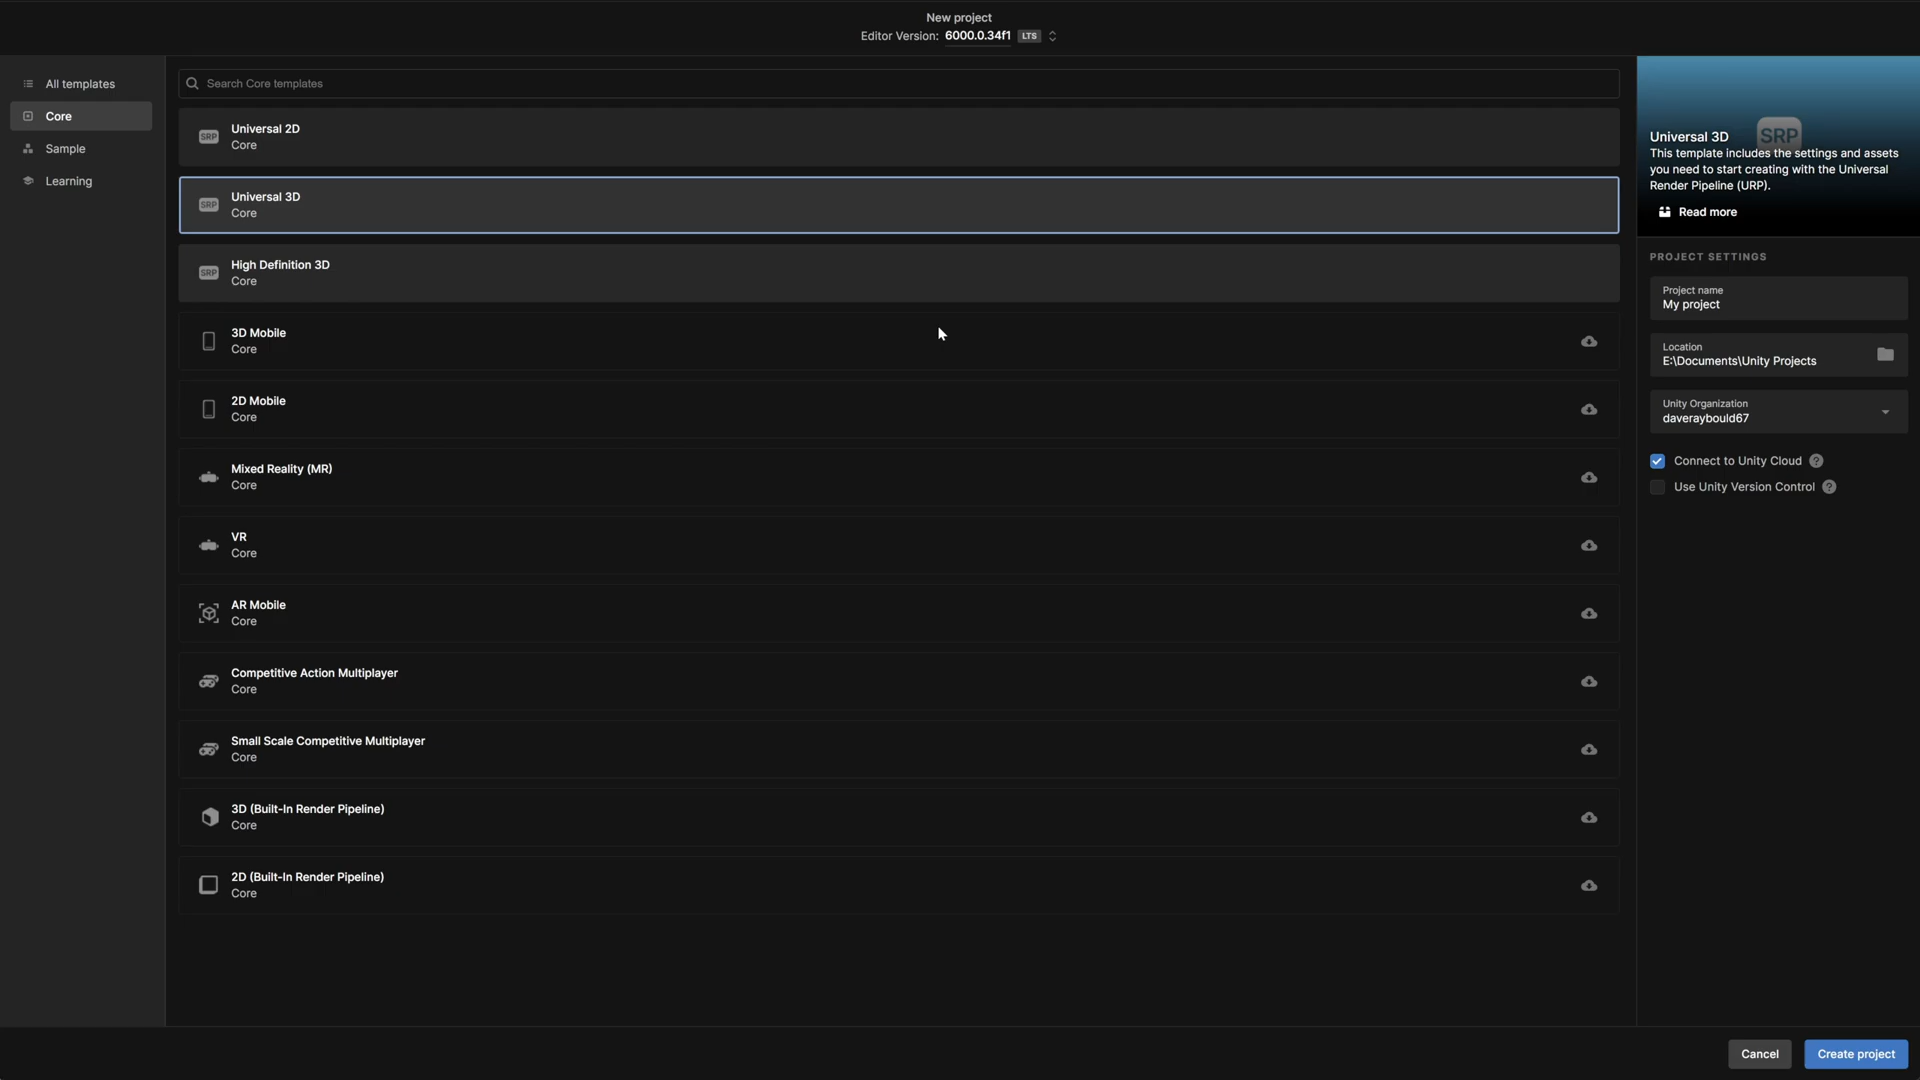 New project
Editor Version: 6000.0.34f1 LTS
All templates
Core
Sample
Learning
Search Core templates
SRP
Universal 2D
Core
SRP
Universal 3D
Core
SRP
High Definition 3D
Core
3D Mobile
Core
2D Mobile
Core
Mixed Reality (MR)
Core
VR
Core
AR Mobile
Core
Competitive Action Multiplayer
Core
Small Scale Competitive Multiplayer
Core
3D (Built-In Render Pipeline)
Core
2D (Built-In Render Pipeline)
Core
SRP
Universal 3D
This template includes the settings and assets
you need to start creating with the Universal
Render Pipeline (URP).
Read more
PROJECT SETTINGS
Project name
My project
Location
E:\Documents\Unity Projects
Unity Organization
daveraybould67
Connect to Unity Cloud ?
Use Unity Version Control ?
Cancel
Create project